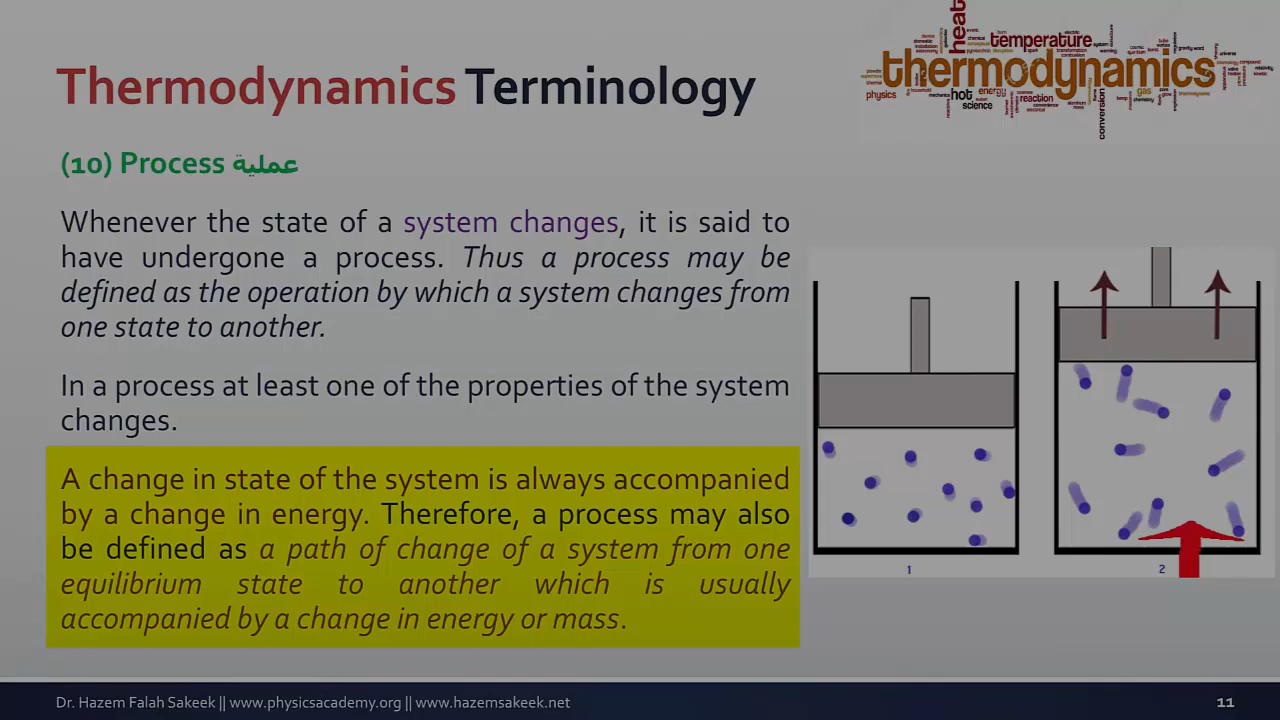 heat
temperature
thermodynamics
physics
hot
energy
science
reaction
gas
conversion
Thermodynamics Terminology
(10) Process عملية
Whenever the state of a system changes, it is said to
have undergone a process. Thus a process may be
defined as the operation by which a system changes from
one state to another.
In a process at least one of the properties of the system
changes.
A change in state of the system is always accompanied
by a change in energy. Therefore, a process may also
be defined as a path of change of a system from one
equilibrium state to another which is usually
accompanied by a change in energy or mass.
1
2
Dr. Hazem Falah Sakeek || www.physicsacademy.org || www.hazemsakeek.net
11